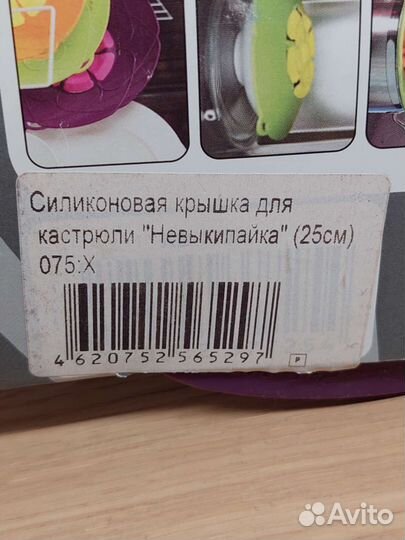 Силиконовая крышка для
кастрюли "Невыкипайка" (25см)
075:X
4 620752 565297
P
Avito